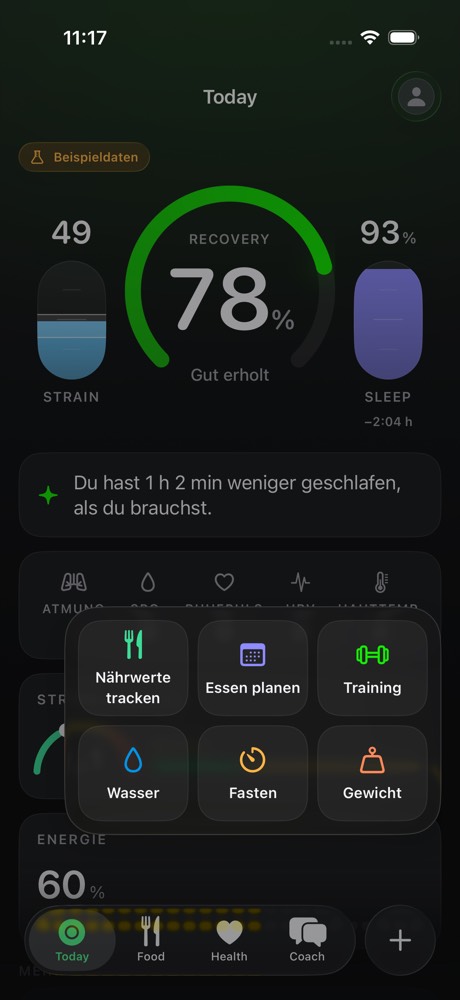 11:17
Today
Beispieldaten
49
RECOVERY
78%
Gut erholt
93%
STRAIN
SLEEP
−2:04 h
Du hast 1 h 2 min weniger geschlafen,
als du brauchst.
ATMUNG
Nährwerte
tracken
Essen planen
Training
Wasser
Fasten
Gewicht
STR
ENERGIE
60%
Today
Food
Health
Coach